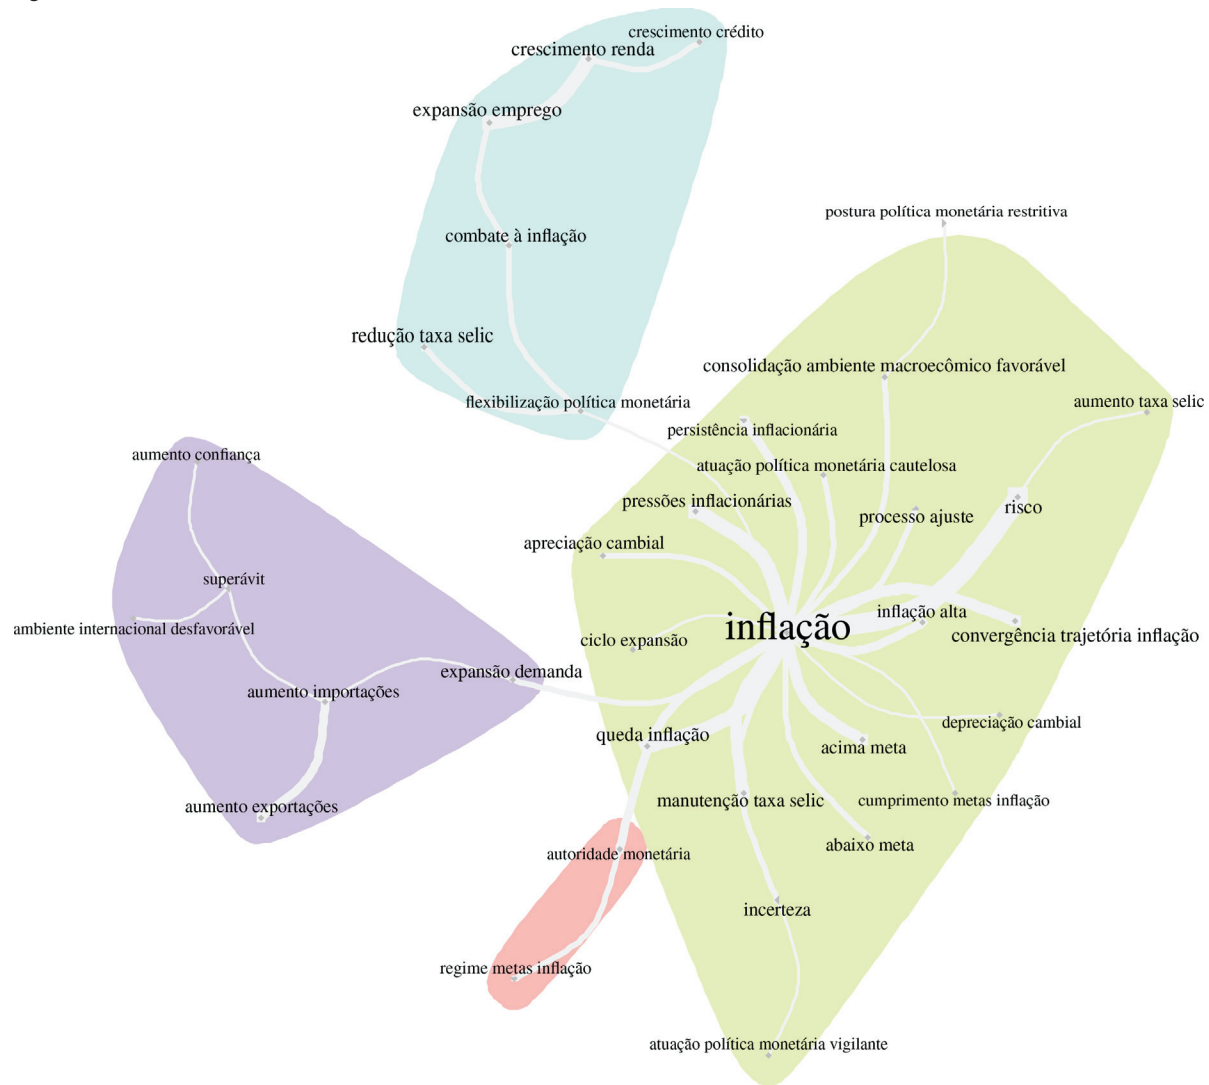 crescimento crédito
crescimento renda
expansão emprego
postura política monetária restritiva
combate à inflação
redução taxa selic
consolidação ambiente macroecômico favorável
flexibilização política monetária
aumento taxa selic
persistência inflacionária
aumento confiança
atuação política monetária cautelosa
pressões inflacionárias
risco
processo ajuste
apreciação cambial
superávit
inflação alta
ambiente internacional desfavorável
inflação
convergência trajetória inflação
ciclo expansão
expansão demanda
aumento importações
depreciação cambial
queda inflação
acima meta
manutenção taxa selic
cumprimento metas inflação
aumento exportações
abaixo meta
autoridade monetária
incerteza
regime metas inflação
atuação política monetária vigilante